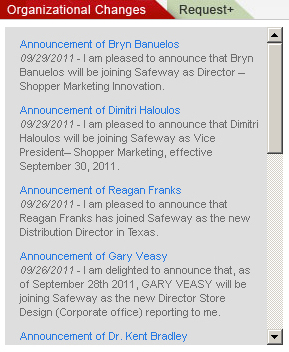 Organizational Changes Request+
Announcement of Bryn Banuelos
09/29/2011 - I am pleased to announce that Bryn
Banuelos will be joining Safeway as Director –
Shopper Marketing Innovation.
Announcement of Dimitri Haloulos
09/29/2011 - I am pleased to announce that Dimitri
Haloulos will be joining Safeway as Vice
President– Shopper Marketing, effective
September 30, 2011.
Announcement of Reagan Franks
09/26/2011 - I am pleased to announce that
Reagan Franks has joined Safeway as the new
Distribution Director in Texas.
Announcement of Gary Veasy
09/26/2011 - I am delighted to announce that, as
of September 28th 2011, GARY VEASY will be
joining Safeway as the new Director Store
Design (Corporate office) reporting to me.
Announcement of Dr. Kent Bradley